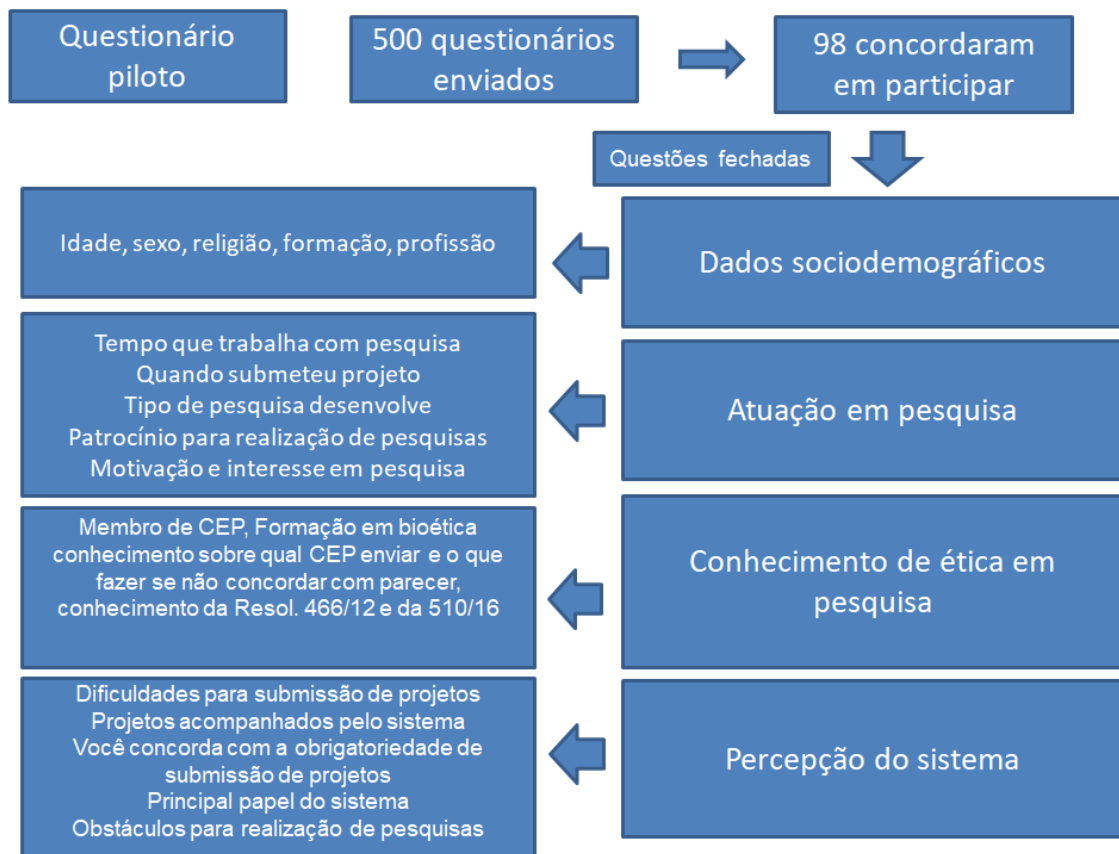 Questionário
piloto
500 questionários
enviados
98 concordaram
em participar
Questões fechadas
Idade, sexo, religião, formação, profissão
Dados sociodemográficos
Tempo que trabalha com pesquisa
Quando submeteu projeto
Tipo de pesquisa desenvolve
Patrocínio para realização de pesquisas
Motivação e interesse em pesquisa
Atuação em pesquisa
Membro de CEP, Formação em bioética
conhecimento sobre qual CEP enviar e o que
fazer se não concordar com parecer,
conhecimento da Resol. 466/12 e da 510/16
Conhecimento de ética em
pesquisa
Dificuldades para submissão de projetos
Projetos acompanhados pelo sistema
Você concorda com a obrigatoriedade de
submissão de projetos
Principal papel do sistema
Obstáculos para realização de pesquisas
Percepção do sistema